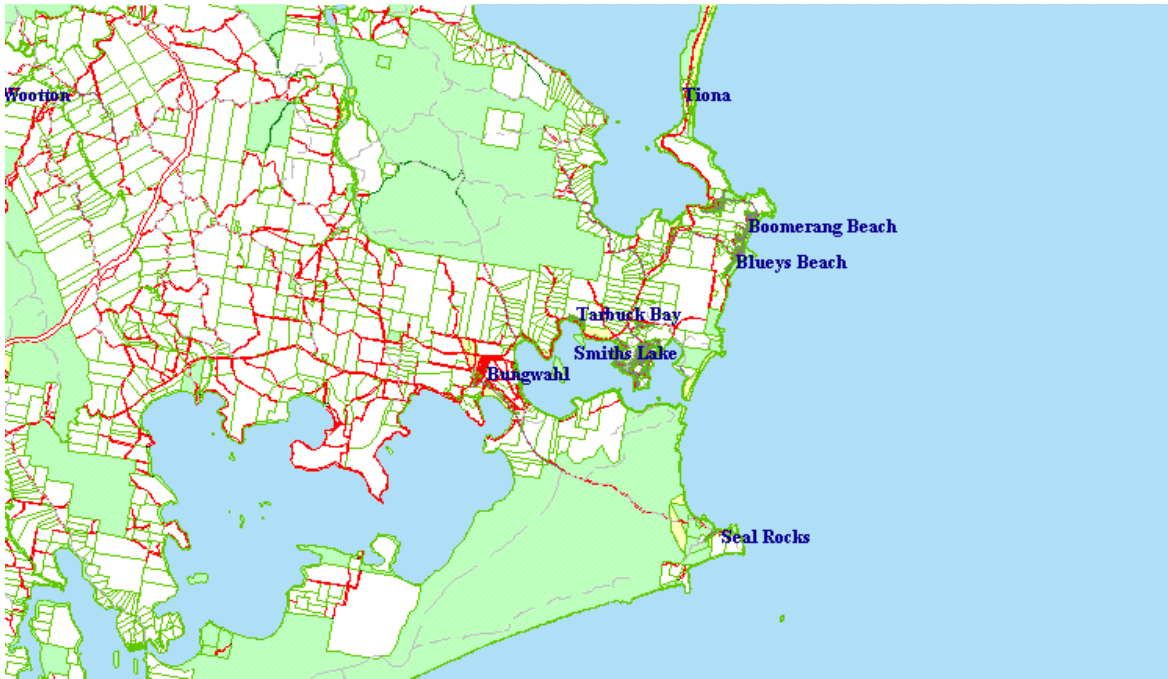 Wootton
Tiona
Boomerang Beach
Blueys Beach
Tarbuck Bay
Smiths Lake
Bungwahl
Seal Rocks